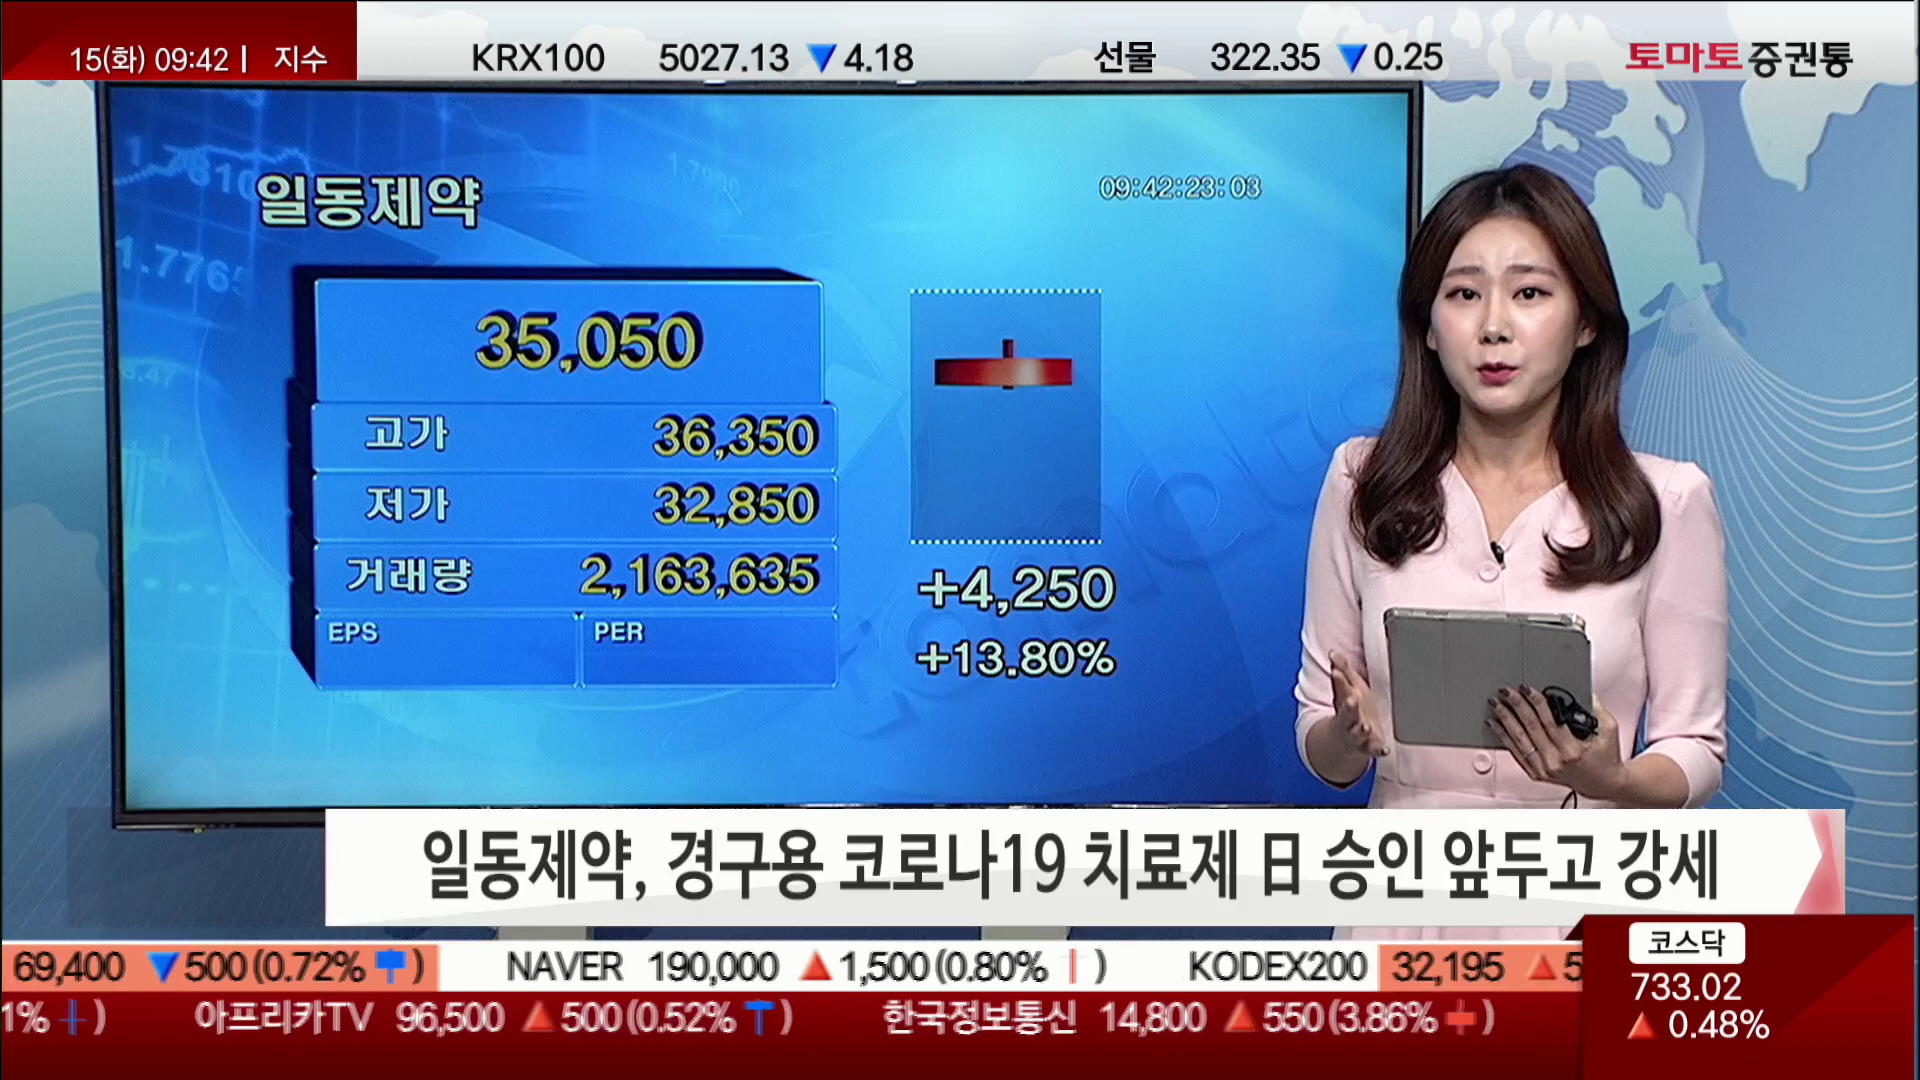 15(화) 09:42 | 지수 KRX100 5027.13 ▼4.18 선물 322.35 ▼0.25 토마토증권통
일동제약 09:42:23:03
35,050
고가 36,350
저가 32,850
거래량 2,163,635
EPS PER
+4,250
+13.80%
일동제약, 경구용 코로나19 치료제 日 승인 앞두고 강세
69,400 ▼500(0.72% ) NAVER 190,000 ▲1,500(0.80% ) KODEX200 32,195 ▲5
1% ) 아프리카TV 96,500 ▲500(0.52% ) 한국정보통신 14,800 ▲550(3.86% )
코스닥
733.02
▲ 0.48%